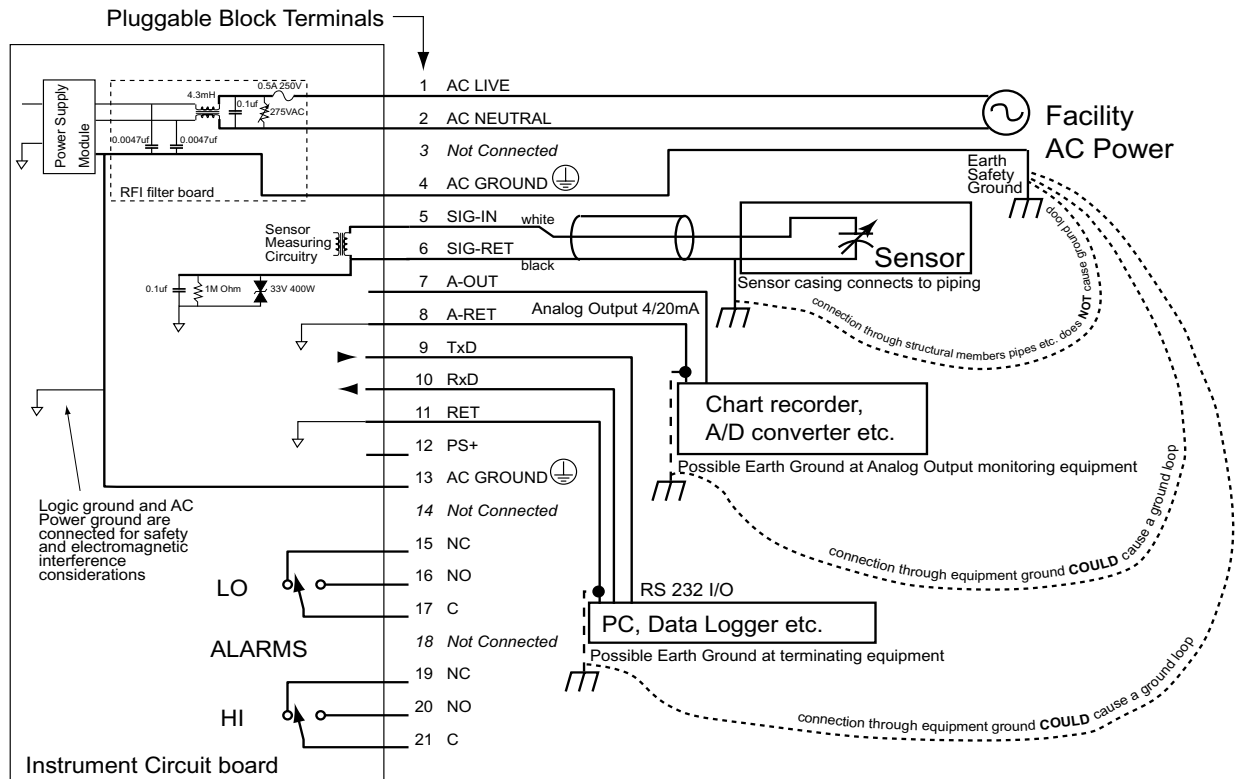 Pluggable Block Terminals
Power Supply
Module
4.3mH
0.5A 250V
0.1uf
275VAC
0.0047uf
0.0047uf
RFI filter board
1 AC LIVE
2 AC NEUTRAL
3 Not Connected
4 AC GROUND
5 SIG-IN
6 SIG-RET
7 A-OUT
8 A-RET
9 TxD
10 RxD
11 RET
12 PS+
13 AC GROUND
14 Not Connected
15 NC
16 NO
17 C
18 Not Connected
19 NC
20 NO
21 C
Facility
AC Power
Earth
Safety
Ground
white
black
Sensor
Sensor casing connects to piping
Sensor
Measuring
Circuitry
0.1uf
1M Ohm
33V 400W
Analog Output 4/20mA
connection through structural members pipes etc. does NOT cause ground loop
Chart recorder,
A/D converter etc.
Possible Earth Ground at Analog Output monitoring equipment
connection through equipment ground COULD cause a ground loop
Logic ground and AC
Power ground are
connected for safety
and electromagnetic
interference
considerations
RS 232 I/O
PC, Data Logger etc.
Possible Earth Ground at terminating equipment
connection through equipment ground COULD cause a ground loop
LO
ALARMS
HI
Instrument Circuit board